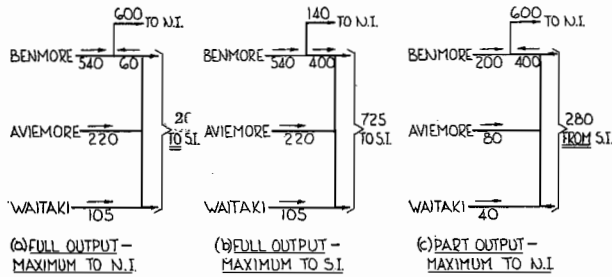 600
TO N.I.
BENMORE
540 60
AVIEMORE
220
TO S.I.
WAITAKI
105
(a) FULL OUTPUT –
MAXIMUM TO N.I.
140
TO N.I.
BENMORE
540 400
AVIEMORE
220
725
TO S.I.
WAITAKI
105
(b) FULL OUTPUT –
MAXIMUM TO S.I.
600
TO N.I.
BENMORE
200 400
AVIEMORE
80
280
FROM S.I.
WAITAKI
40
(c) PART OUTPUT –
MAXIMUM TO N.I.